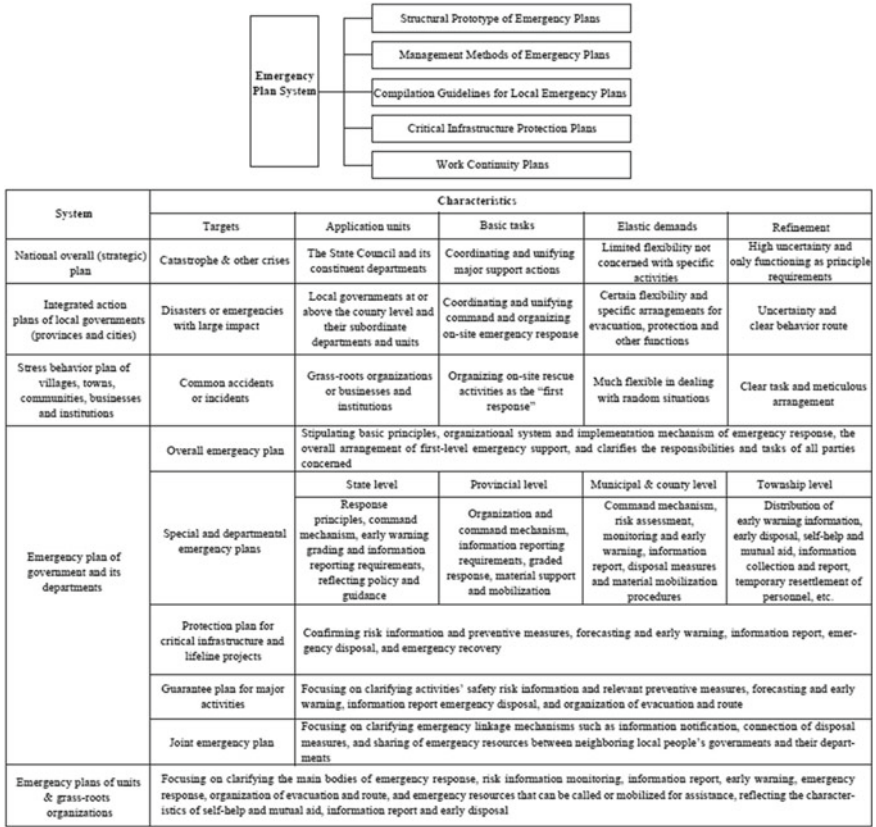 Structural Prototype of Emergency Plans
Management Methods of Emergency Plans
Emergency
Plan System
Compilation Guidelines for Local Emergency Plans
Critical Infrastructure Protection Plans
Work Continuity Plans
System
Characteristics
Targets
Application units
Basic tasks
Elastic demands
Refinement
National overall (strategic)
plan
Catastrophe & other crises
The State Council and its
constituent departments
Coordinating and unifying
major support actions
Limited flexibility not
concerned with specific
activities
High uncertainty and
only functioning as principle
requirements
Integrated action
plans of local governments
(provinces and cities)
Disasters or emergencies
with large impact
Local governments at or
above the county level and
their subordinate
departments and units
Coordinating and unifying
command and organizing
on-site emergency response
Certain flexibility and
specific arrangements for
evacuation, protection and
other functions
Uncertainty and
clear behavior route
Stress behavior plan of
villages, towns,
communities, businesses
and institutions
Common accidents
or incidents
Grass-roots organizations
or businesses and
institutions
Organizing on-site rescue
activities as the “first
response”
Much flexible in dealing
with random situations
Clear task and meticulous
arrangement
Emergency plan of
government and its
departments
Overall emergency plan
Stipulating basic principles, organizational system and implementation mechanism of emergency response, the
overall arrangement of first-level emergency support, and clarifies the responsibilities and tasks of all parties
concerned
Special and departmental
emergency plans
State level
Provincial level
Municipal & county level
Township level
Response
principles, command
mechanism, early warning
grading and information
reporting requirements,
reflecting policy and
guidance
Organization and
command mechanism,
information reporting
requirements, graded
response, material support
and mobilization
Command mechanism,
risk assessment,
monitoring and early
warning, information
report, disposal measures
and material mobilization
procedures
Distribution of
early warning information,
early disposal, self-help and
mutual aid, information
collection and report,
temporary resettlement of
personnel, etc.
Protection plan for
critical infrastructure and
lifeline projects
Confirming risk information and preventive measures, forecasting and early warning, information report, emer-
gency disposal, and emergency recovery
Guarantee plan for major
activities
Focusing on clarifying activities’ safety risk information and relevant preventive measures, forecasting and early
warning, information report emergency disposal, and organization of evacuation and route
Joint emergency plan
Focusing on clarifying emergency linkage mechanisms such as information notification, connection of disposal
measures, and sharing of emergency resources between neighboring local people’s governments and their depart-
ments
Emergency plans of units
& grass-roots
organizations
Focusing on clarifying the main bodies of emergency response, risk information monitoring, information report, early warning, emergency
response, organization of evacuation and route, and emergency resources that can be called or mobilized for assistance, reflecting the character-
istics of self-help and mutual aid, information report and early disposal